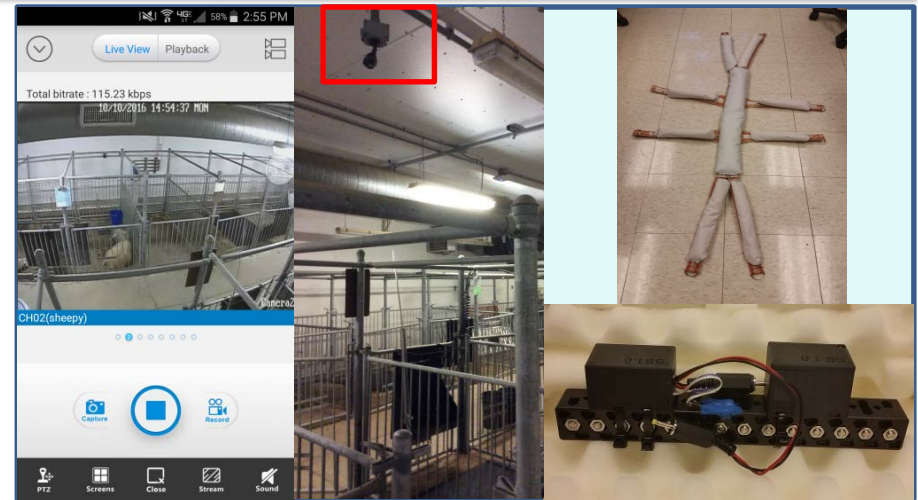 4G 58% 2:55 PM
Live View Playback
Total bitrate : 115.23 kbps
10/10/2016 14:54:37 MON
CH02(sheepy)
Capture
Record
PTZ Screens Close Stream Sound